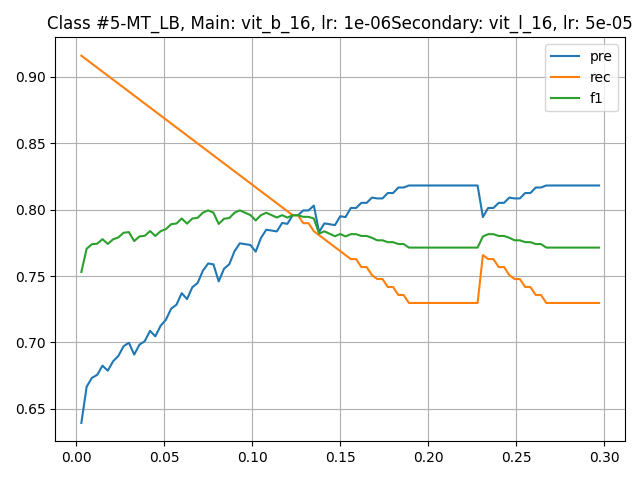 Class #5-MT_LB, Main: vit_b_16, lr: 1e-06Secondary: vit_l_16, lr: 5e-05
pre
rec
f1
0.90
0.85
0.80
0.75
0.70
0.65
0.00 0.05 0.10 0.15 0.20 0.25 0.30